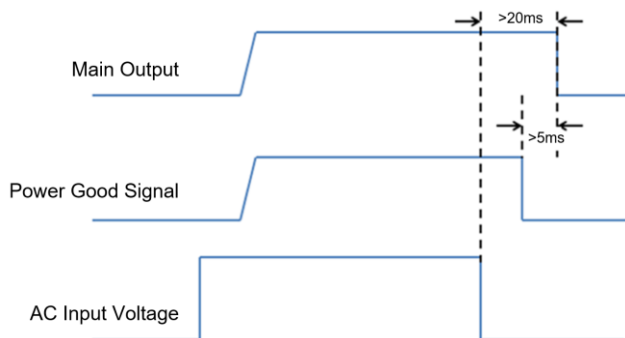 >20ms
Main Output
>5ms
Power Good Signal
AC Input Voltage